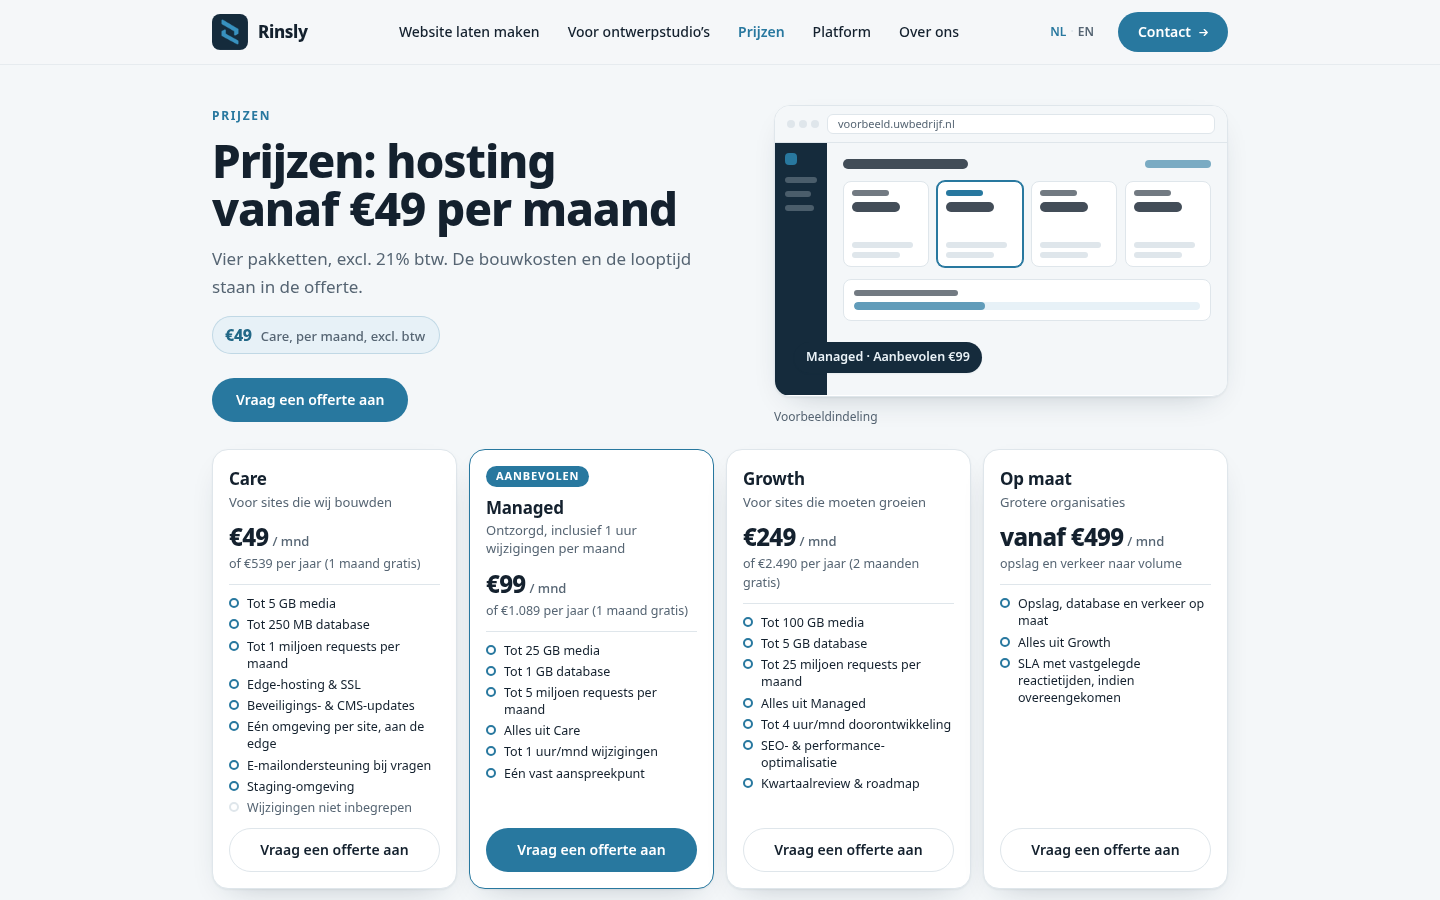 Rinsly
Website laten maken
Voor ontwerpstudio’s
Prijzen
Platform
Over ons
NL · EN
Contact →
PRIJZEN
Prijzen: hosting
vanaf €49 per maand
Vier pakketten, excl. 21% btw. De bouwkosten en de looptijd
staan in de offerte.
€49 Care, per maand, excl. btw
Vraag een offerte aan
voorbeeld.uwbedrijf.nl
Managed · Aanbevolen €99
Voorbeeldindeling
Care
Voor sites die wij bouwden
€49 / mnd
of €539 per jaar (1 maand gratis)
Tot 5 GB media
Tot 250 MB database
Tot 1 miljoen requests per
maand
Edge-hosting & SSL
Beveiligings- & CMS-updates
Eén omgeving per site, aan de
edge
E-mailondersteuning bij vragen
Staging-omgeving
Wijzigingen niet inbegrepen
Vraag een offerte aan
AANBEVOLEN
Managed
Ontzorgd, inclusief 1 uur
wijzigingen per maand
€99 / mnd
of €1.089 per jaar (1 maand gratis)
Tot 25 GB media
Tot 1 GB database
Tot 5 miljoen requests per
maand
Alles uit Care
Tot 1 uur/mnd wijzigingen
Eén vast aanspreekpunt
Vraag een offerte aan
Growth
Voor sites die moeten groeien
€249 / mnd
of €2.490 per jaar (2 maanden
gratis)
Tot 100 GB media
Tot 5 GB database
Tot 25 miljoen requests per
maand
Alles uit Managed
Tot 4 uur/mnd doorontwikkeling
SEO- & performance-
optimalisatie
Kwartaalreview & roadmap
Vraag een offerte aan
Op maat
Grotere organisaties
vanaf €499 / mnd
opslag en verkeer naar volume
Opslag, database en verkeer op
maat
Alles uit Growth
SLA met vastgelegde
reactietijden, indien
overeengekomen
Vraag een offerte aan